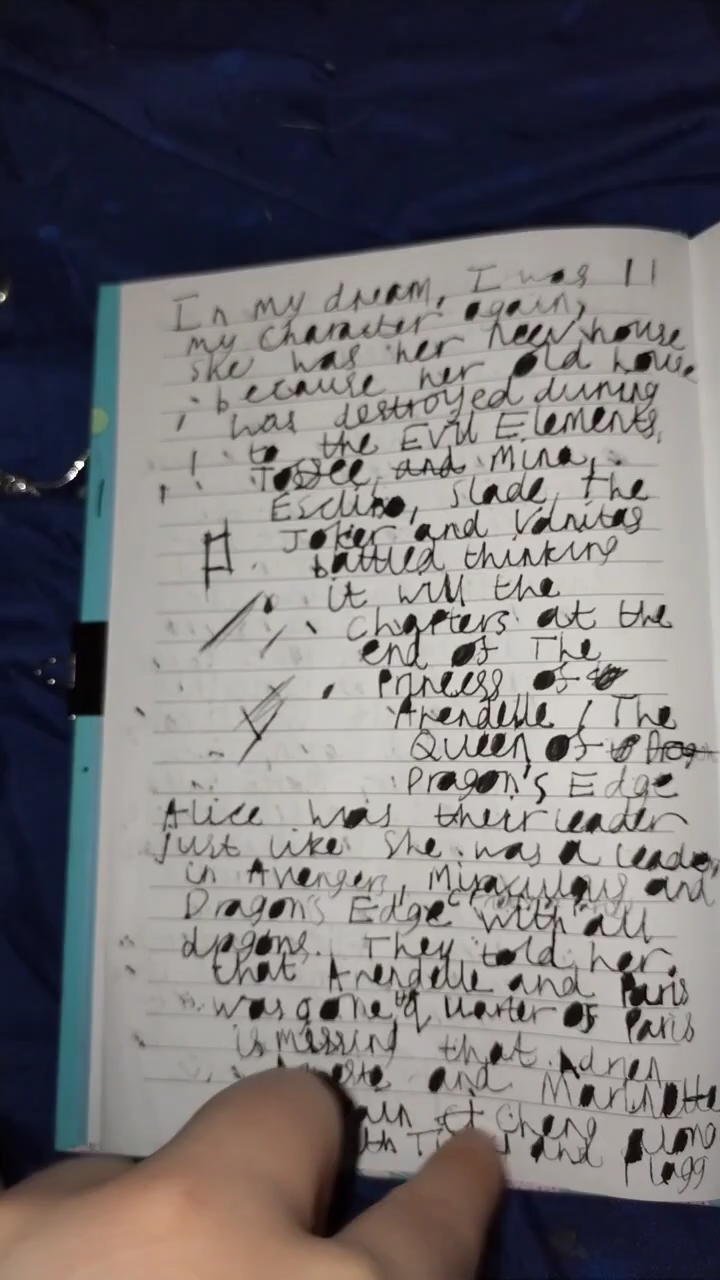 In my dream, I was 11
my character again,
she was her new house
because her old house
was destroyed during
to the Evil Elements,
and Mina,
Slade, the
Joker and Vanitas
battled thinking
it will the
Chapters at the
end of The
Princess of
Arendelle / The
Queen of
Dragon's Edge
Alice was their leader
just like she was a leader
in Avengers, Miraculous and
Dragon's Edge with all
dragons. They told her
that Arendelle and Paris
was gone quarter of Paris
is missing that Adrien
and Marinette
Cheng along
and Plagg